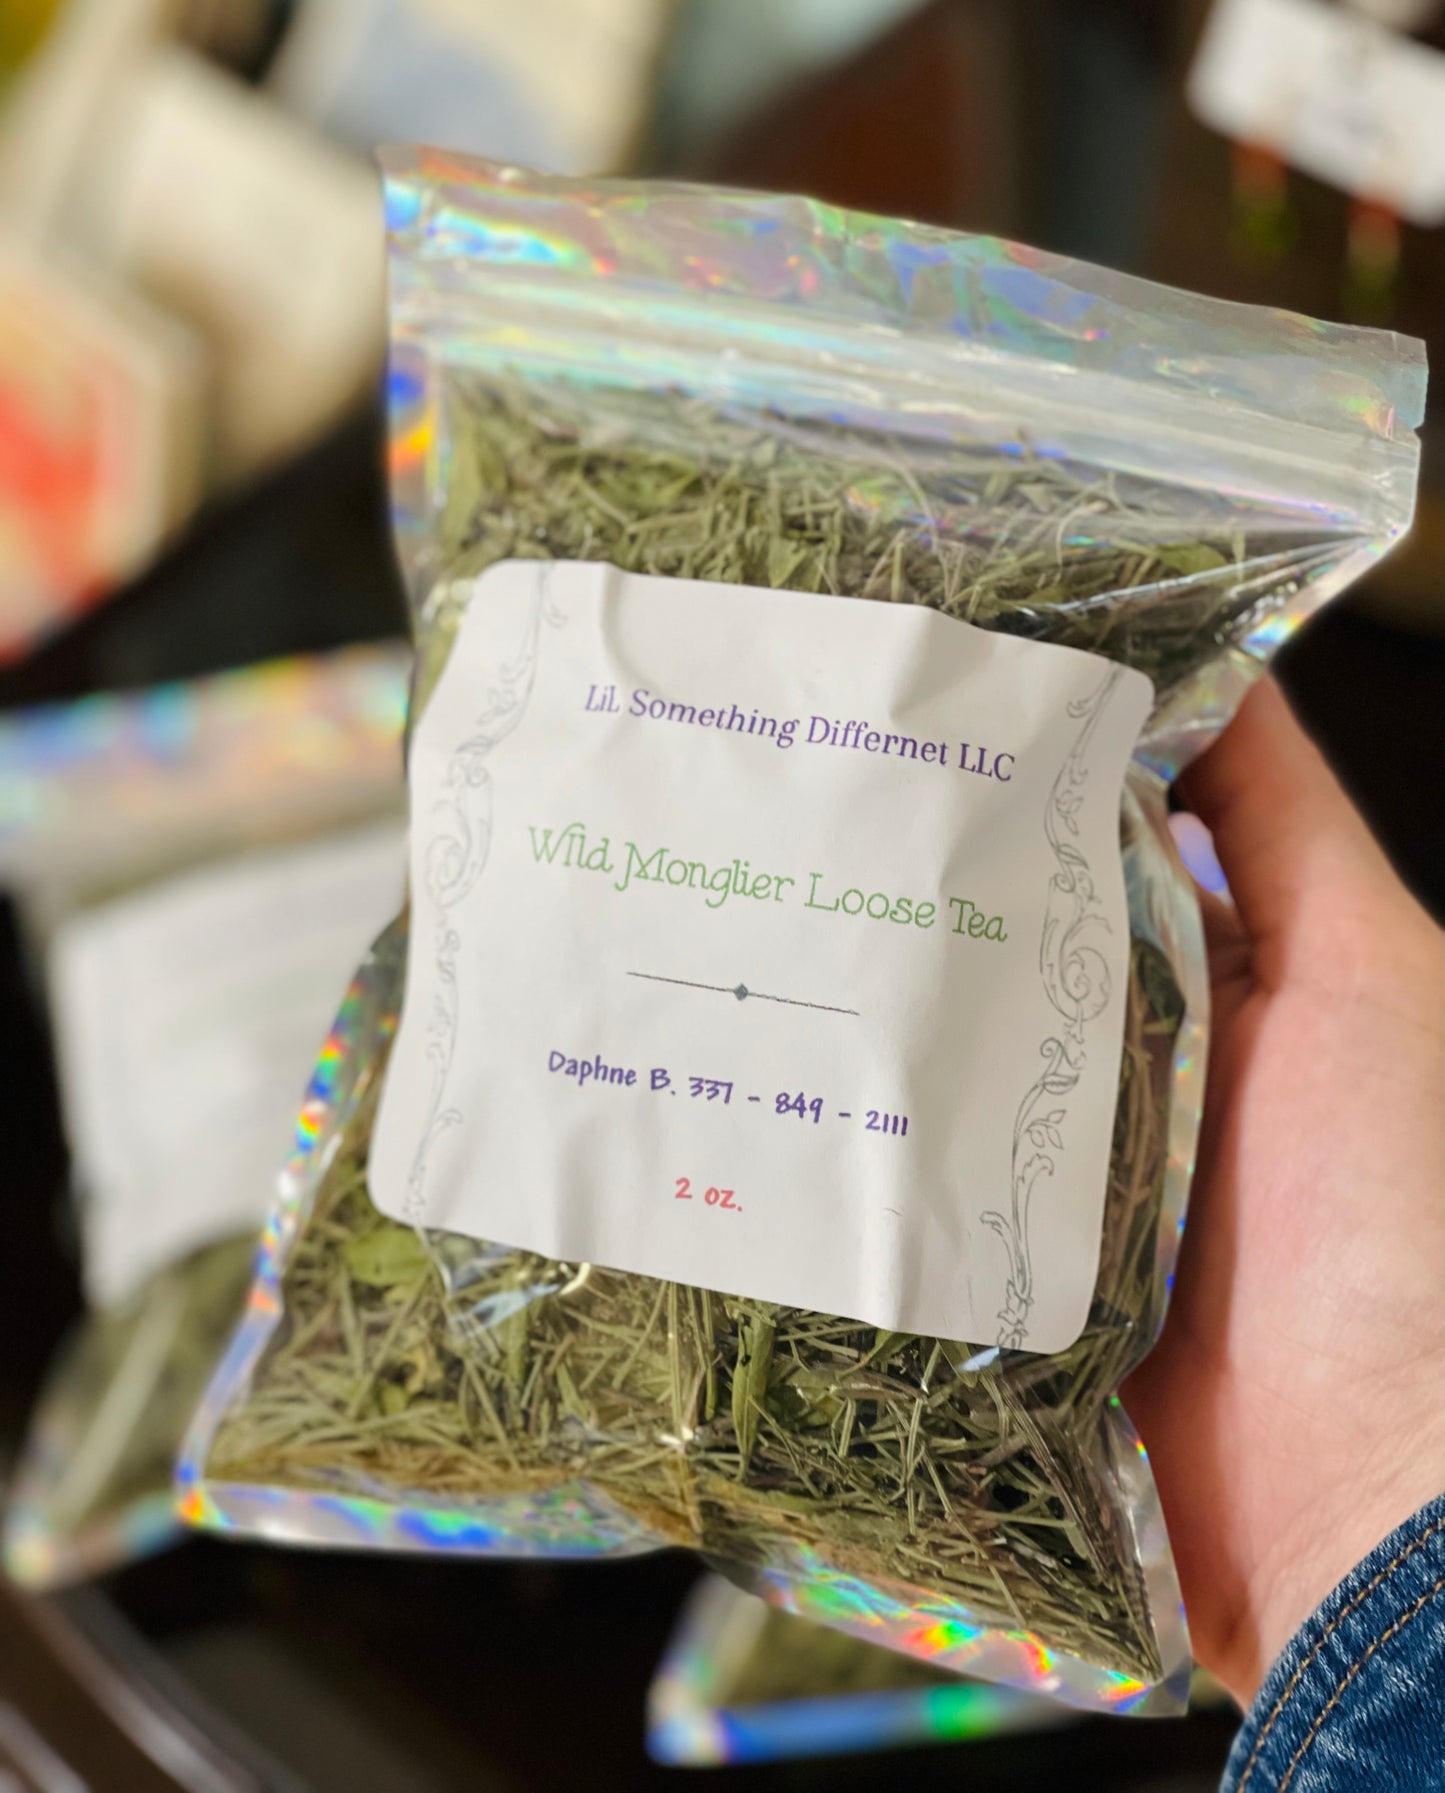 LiL Something Differnet LLC
Wild Monglier Loose Tea
Daphne B. 337 - 849 - 2111
2 oz.